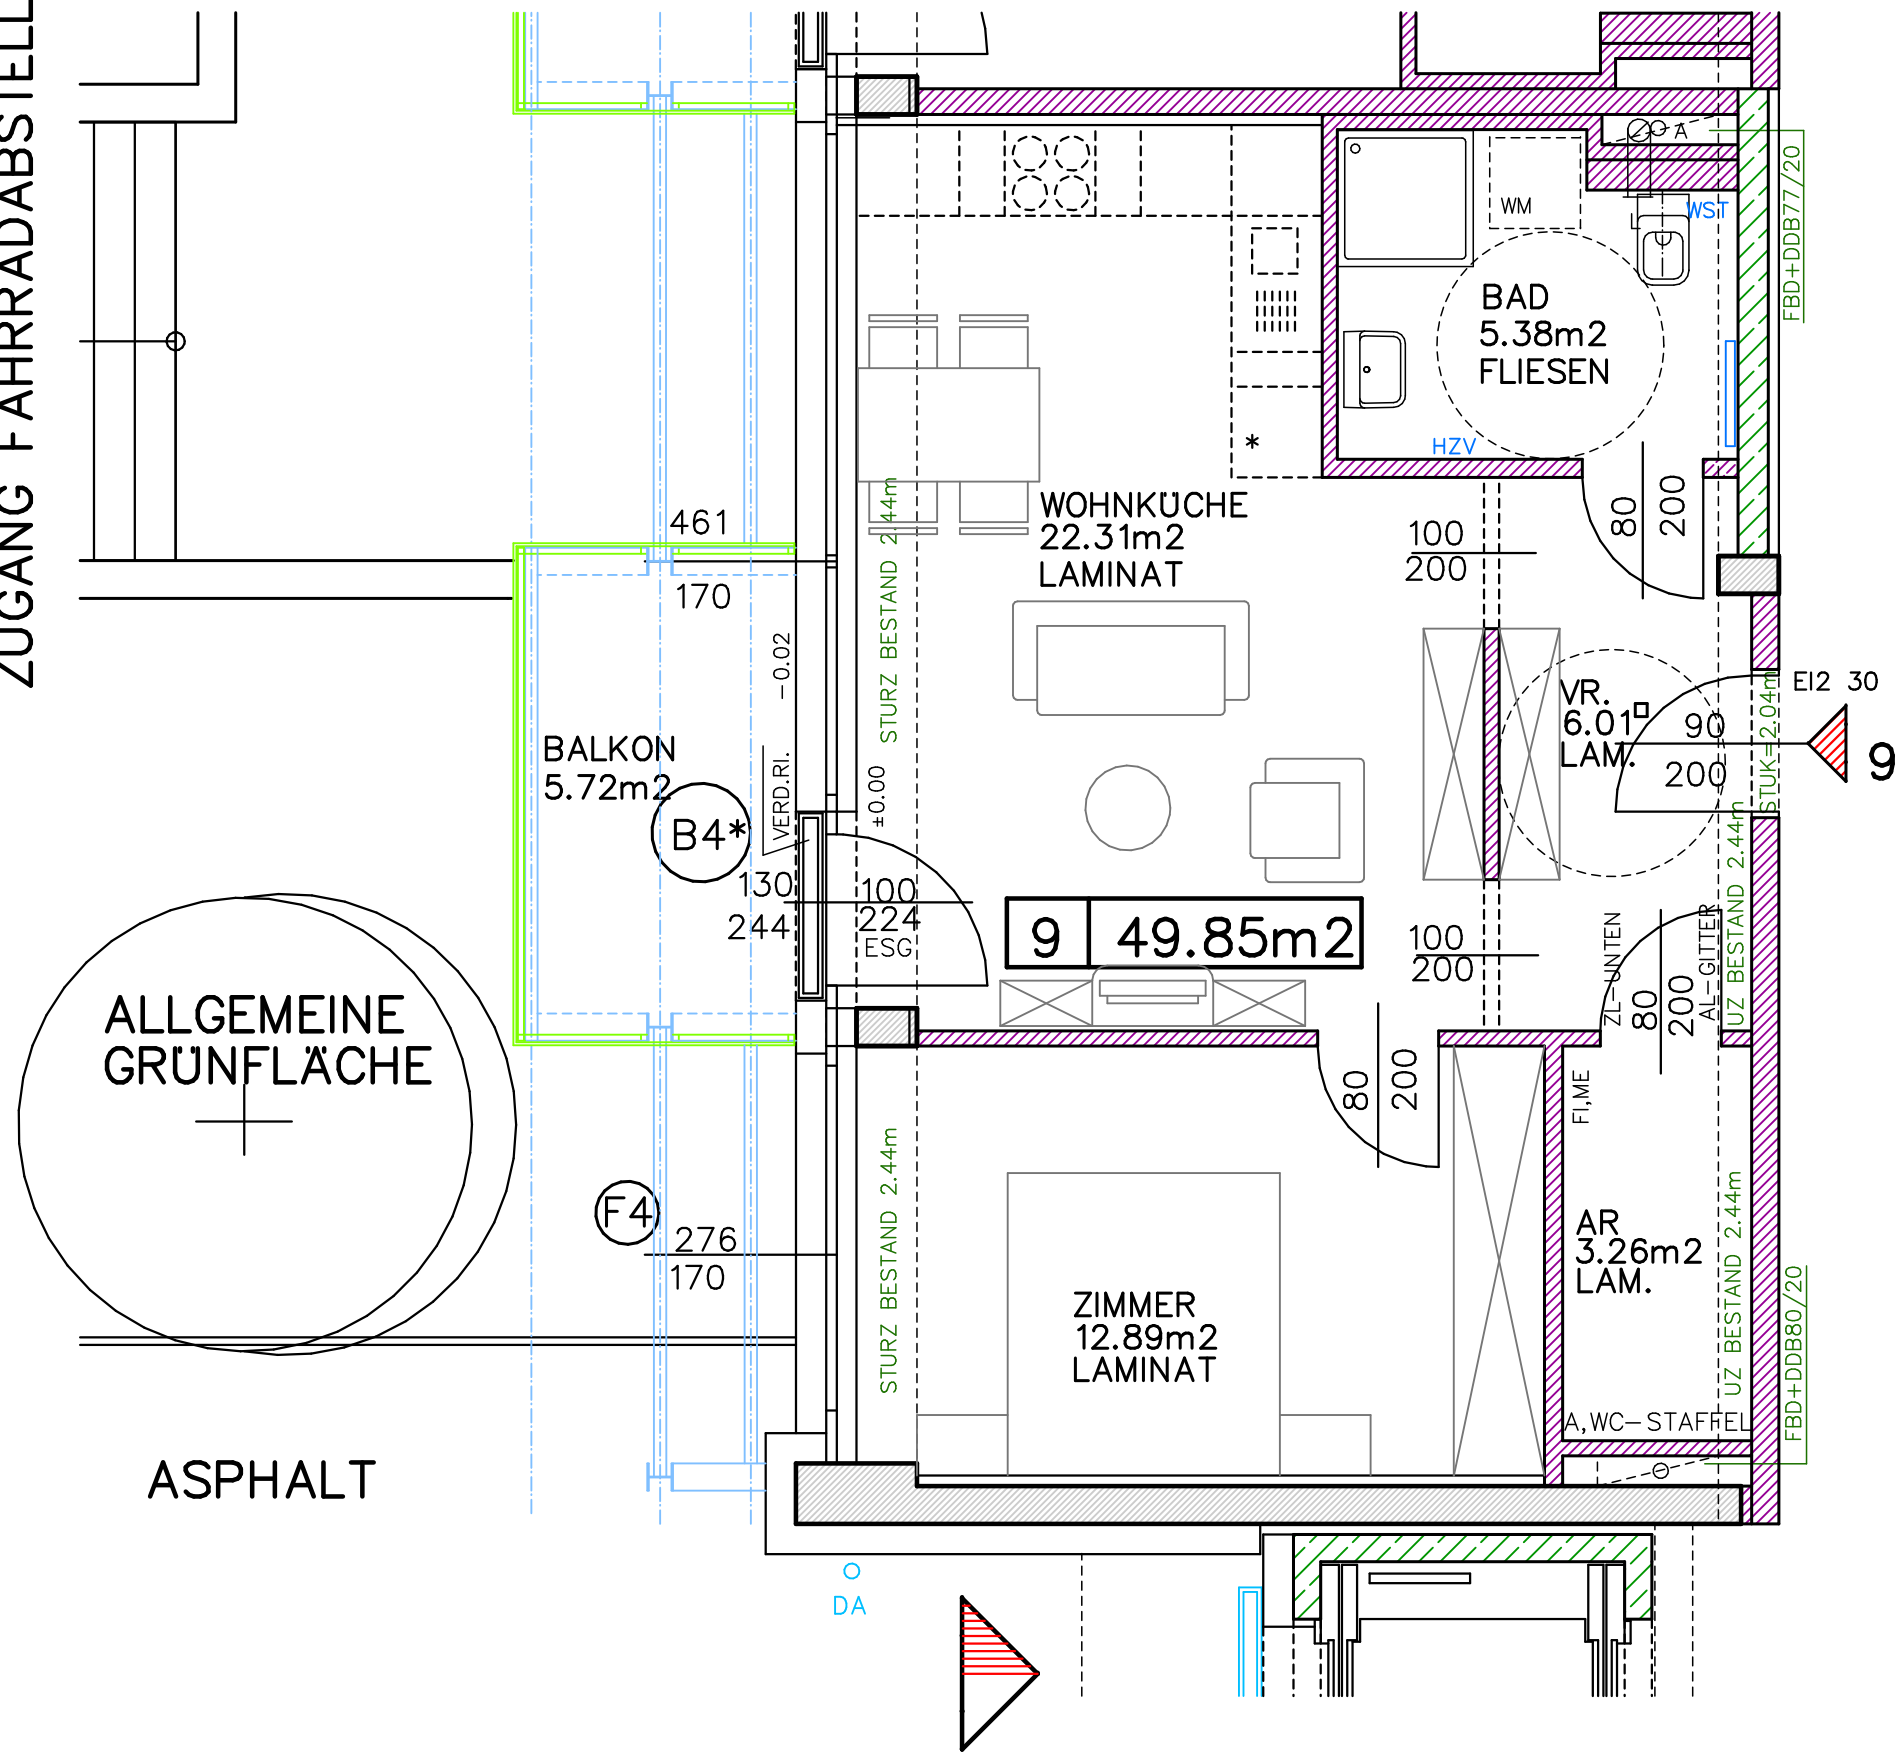 ZUGANG FAHRRADABSTELL
A
WM
L
WST
FBD+DDB77/20
BAD
5.38m2
FLIESEN
HZV
*
80
200
461
170
WOHNKÜCHE
22.31m2
LAMINAT
100
200
STURZ BESTAND 2.44m
-0.02
±0.00
VERD.RI.
BALKON
5.72m2
B4*
130
244
100
224
ESG
VR.
6.01
LAM.
90
200
STUK=2.04m
EI2 30
9
9
49.85m2
100
200
ZL-UNTEN
80
200
AL-GITTER
UZ BESTAND 2.44m
ALLGEMEINE
GRÜNFLÄCHE
80
200
FI,ME
F4
276
170
STURZ BESTAND 2.44m
ZIMMER
12.89m2
LAMINAT
AR
3.26m2
LAM.
UZ BESTAND 2.44m
FBD+DDB80/20
A,WC-STAFFEL
ASPHALT
DA